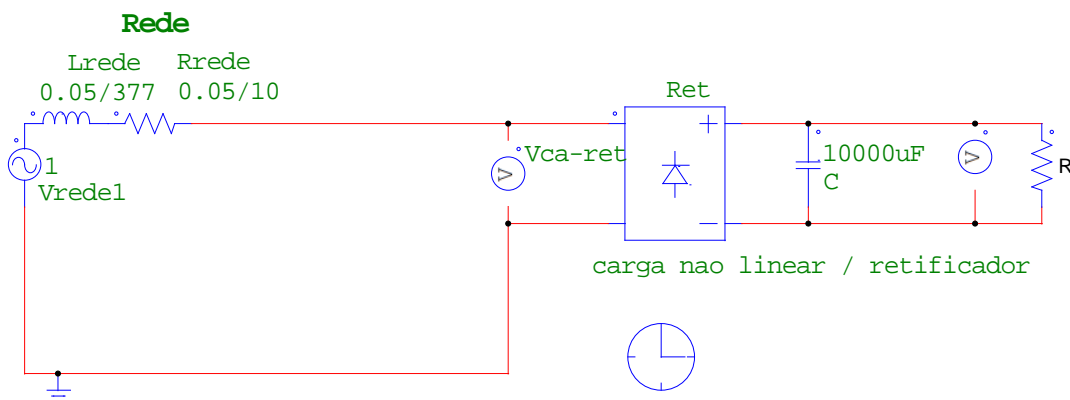 Rede
Lrede Rrede
0.05/377 0.05/10
Ret
1
Vrede1
V
Vca-ret
+
−
10000uF
C
V
R
carga nao linear / retificador